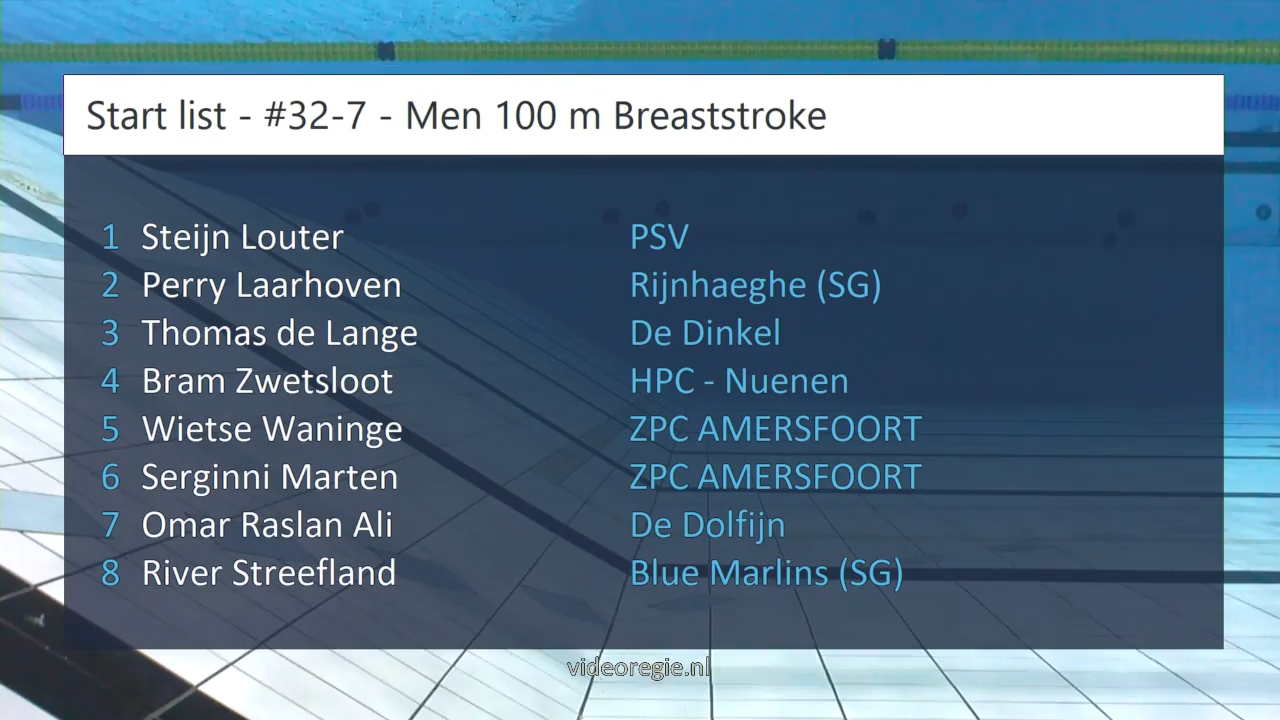 Start list - #32-7 - Men 100 m Breaststroke
1 Steijn Louter PSV
2 Perry Laarhoven Rijnhaeghe (SG)
3 Thomas de Lange De Dinkel
4 Bram Zwetsloot HPC - Nuenen
5 Wietse Waninge ZPC AMERSFOORT
6 Serginni Marten ZPC AMERSFOORT
7 Omar Raslan Ali De Dolfijn
8 River Streefland Blue Marlins (SG)
videoregie.nl